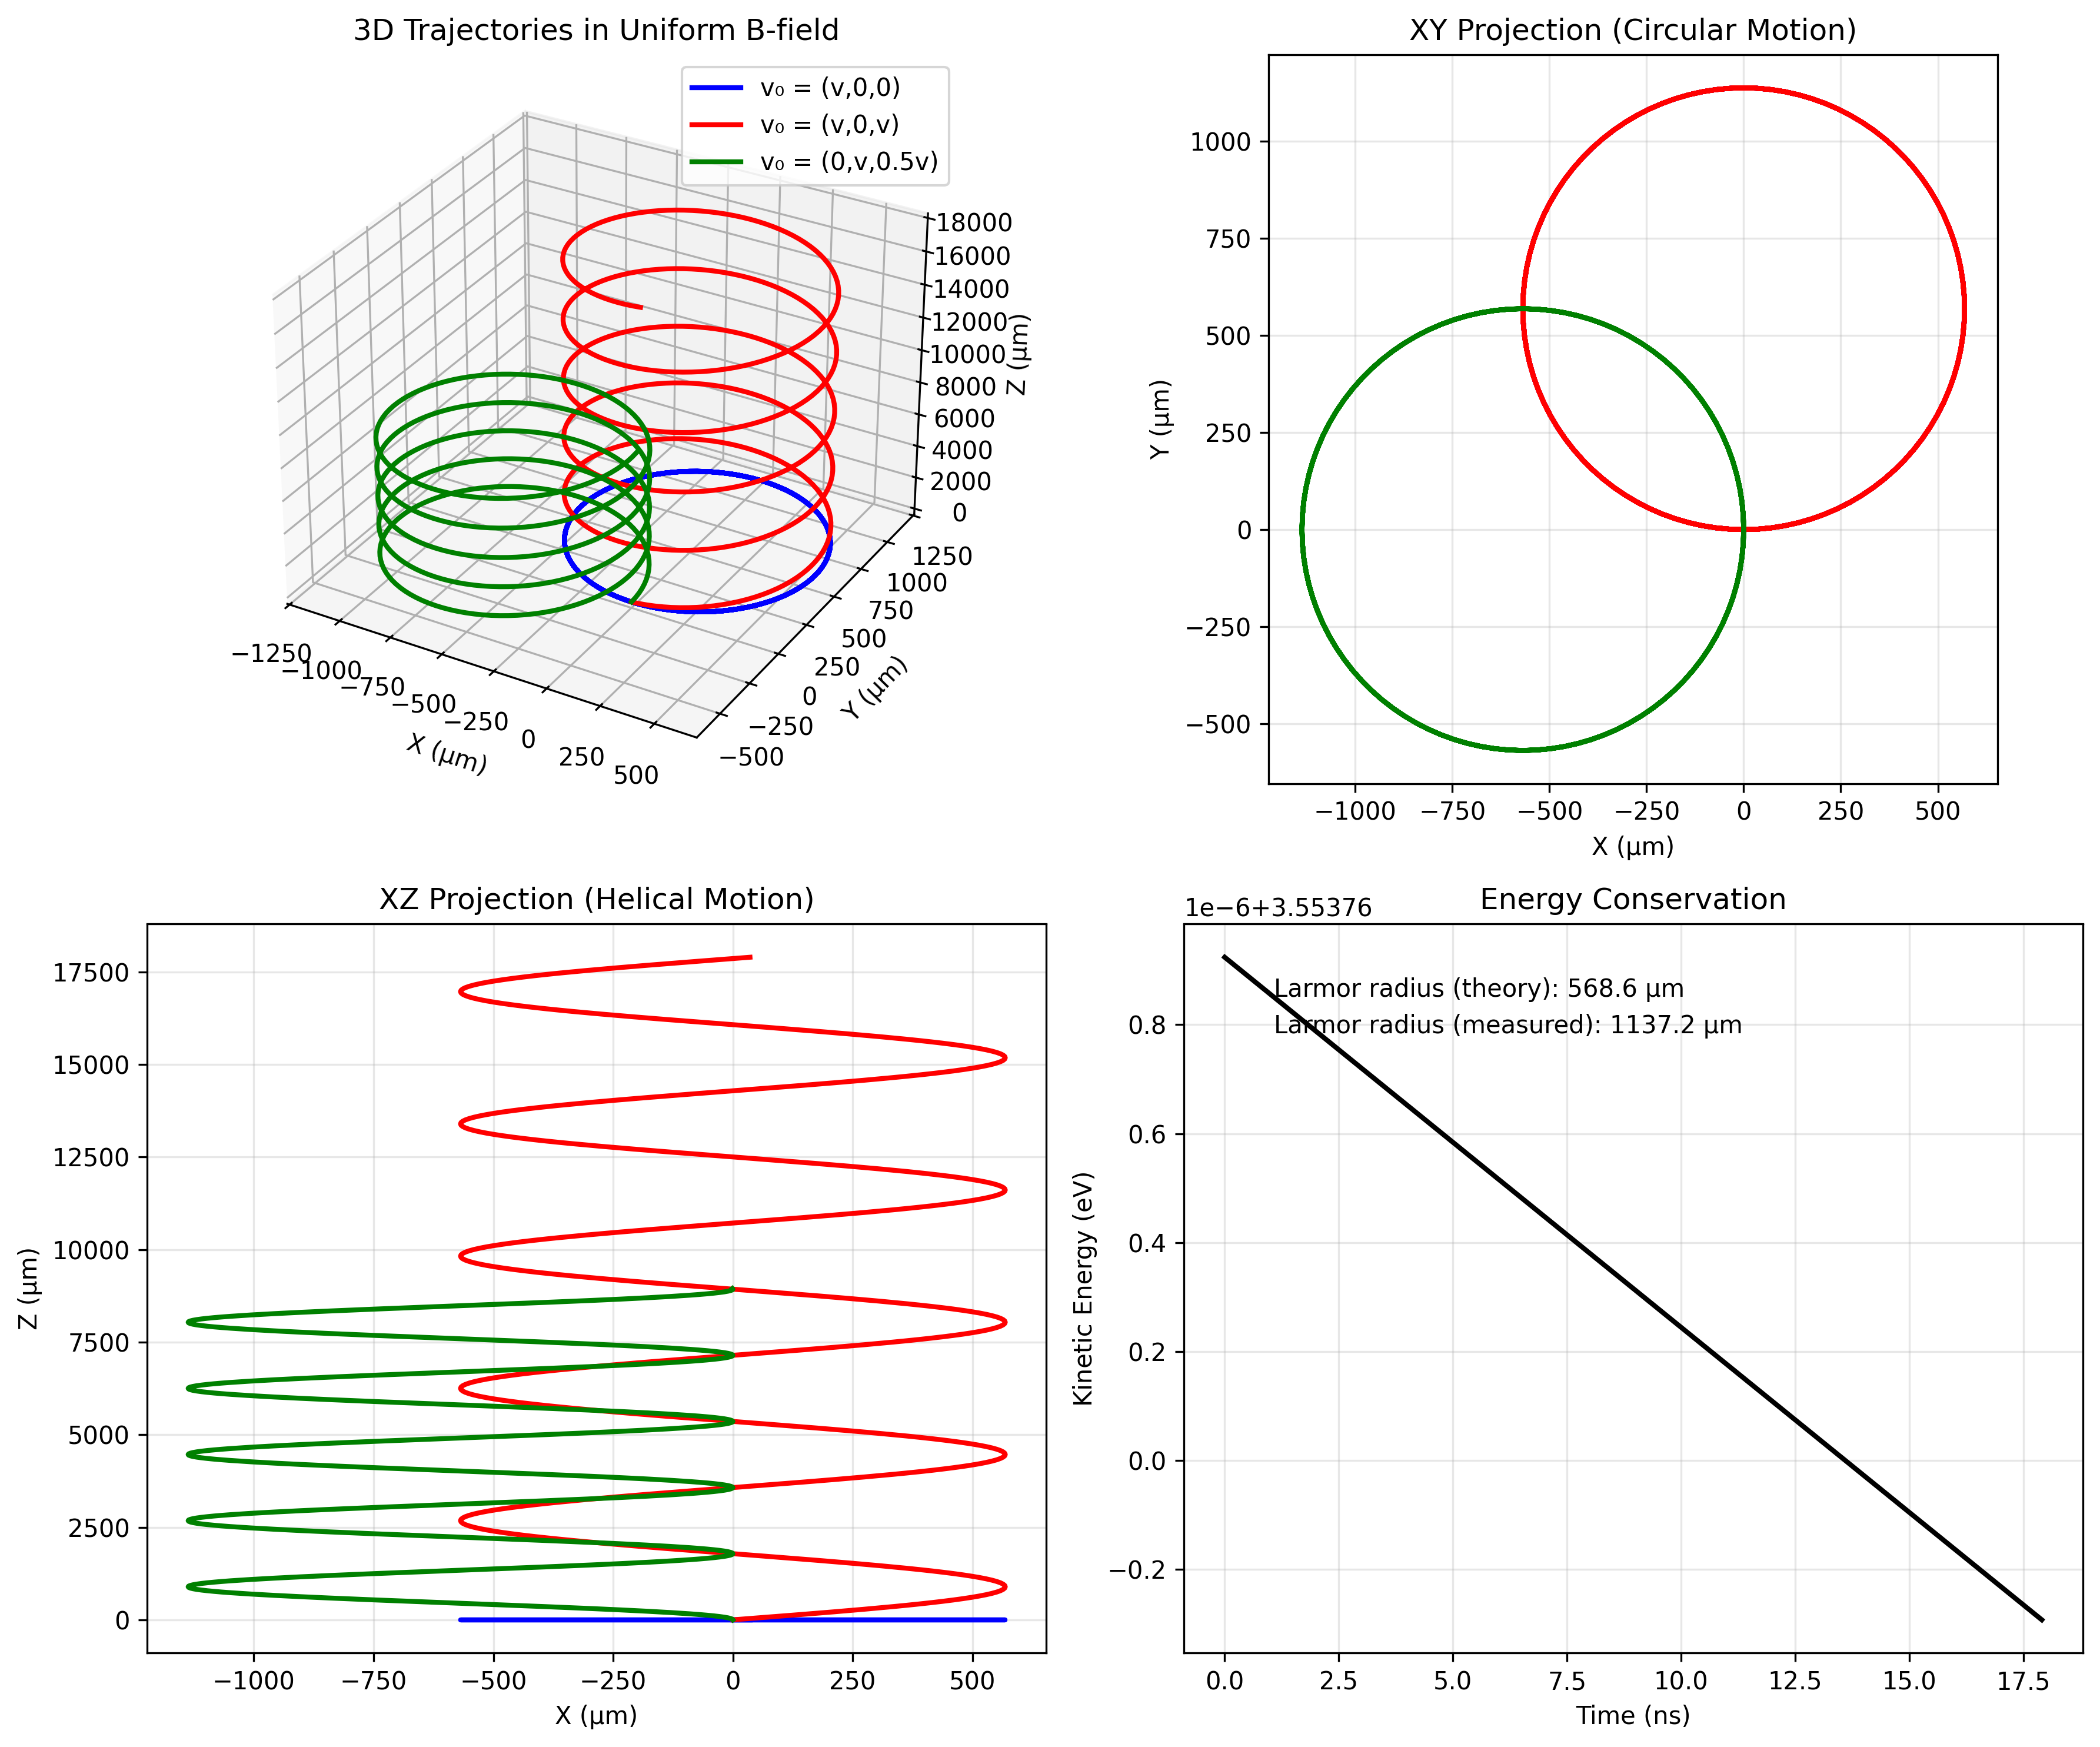 3D Trajectories in Uniform B-field
v₀ = (v,0,0)
v₀ = (v,0,v)
v₀ = (0,v,0.5v)
18000
16000
14000
12000
10000
8000
6000
4000
2000
0
Z (μm)
1250
1000
750
500
250
0
−250
−500
Y (μm)
−1250
−1000
−750
−500
−250
0
250
500
X (μm)
XY Projection (Circular Motion)
1000
750
500
250
0
−250
−500
Y (μm)
−1000 −750 −500 −250 0 250 500
X (μm)
XZ Projection (Helical Motion)
17500
15000
12500
10000
7500
5000
2500
0
Z (μm)
−1000 −750 −500 −250 0 250 500
X (μm)
Energy Conservation
1e−6+3.55376
Larmor radius (theory): 568.6 μm
Larmor radius (measured): 1137.2 μm
0.8
0.6
0.4
0.2
0.0
−0.2
Kinetic Energy (eV)
0.0 2.5 5.0 7.5 10.0 12.5 15.0 17.5
Time (ns)